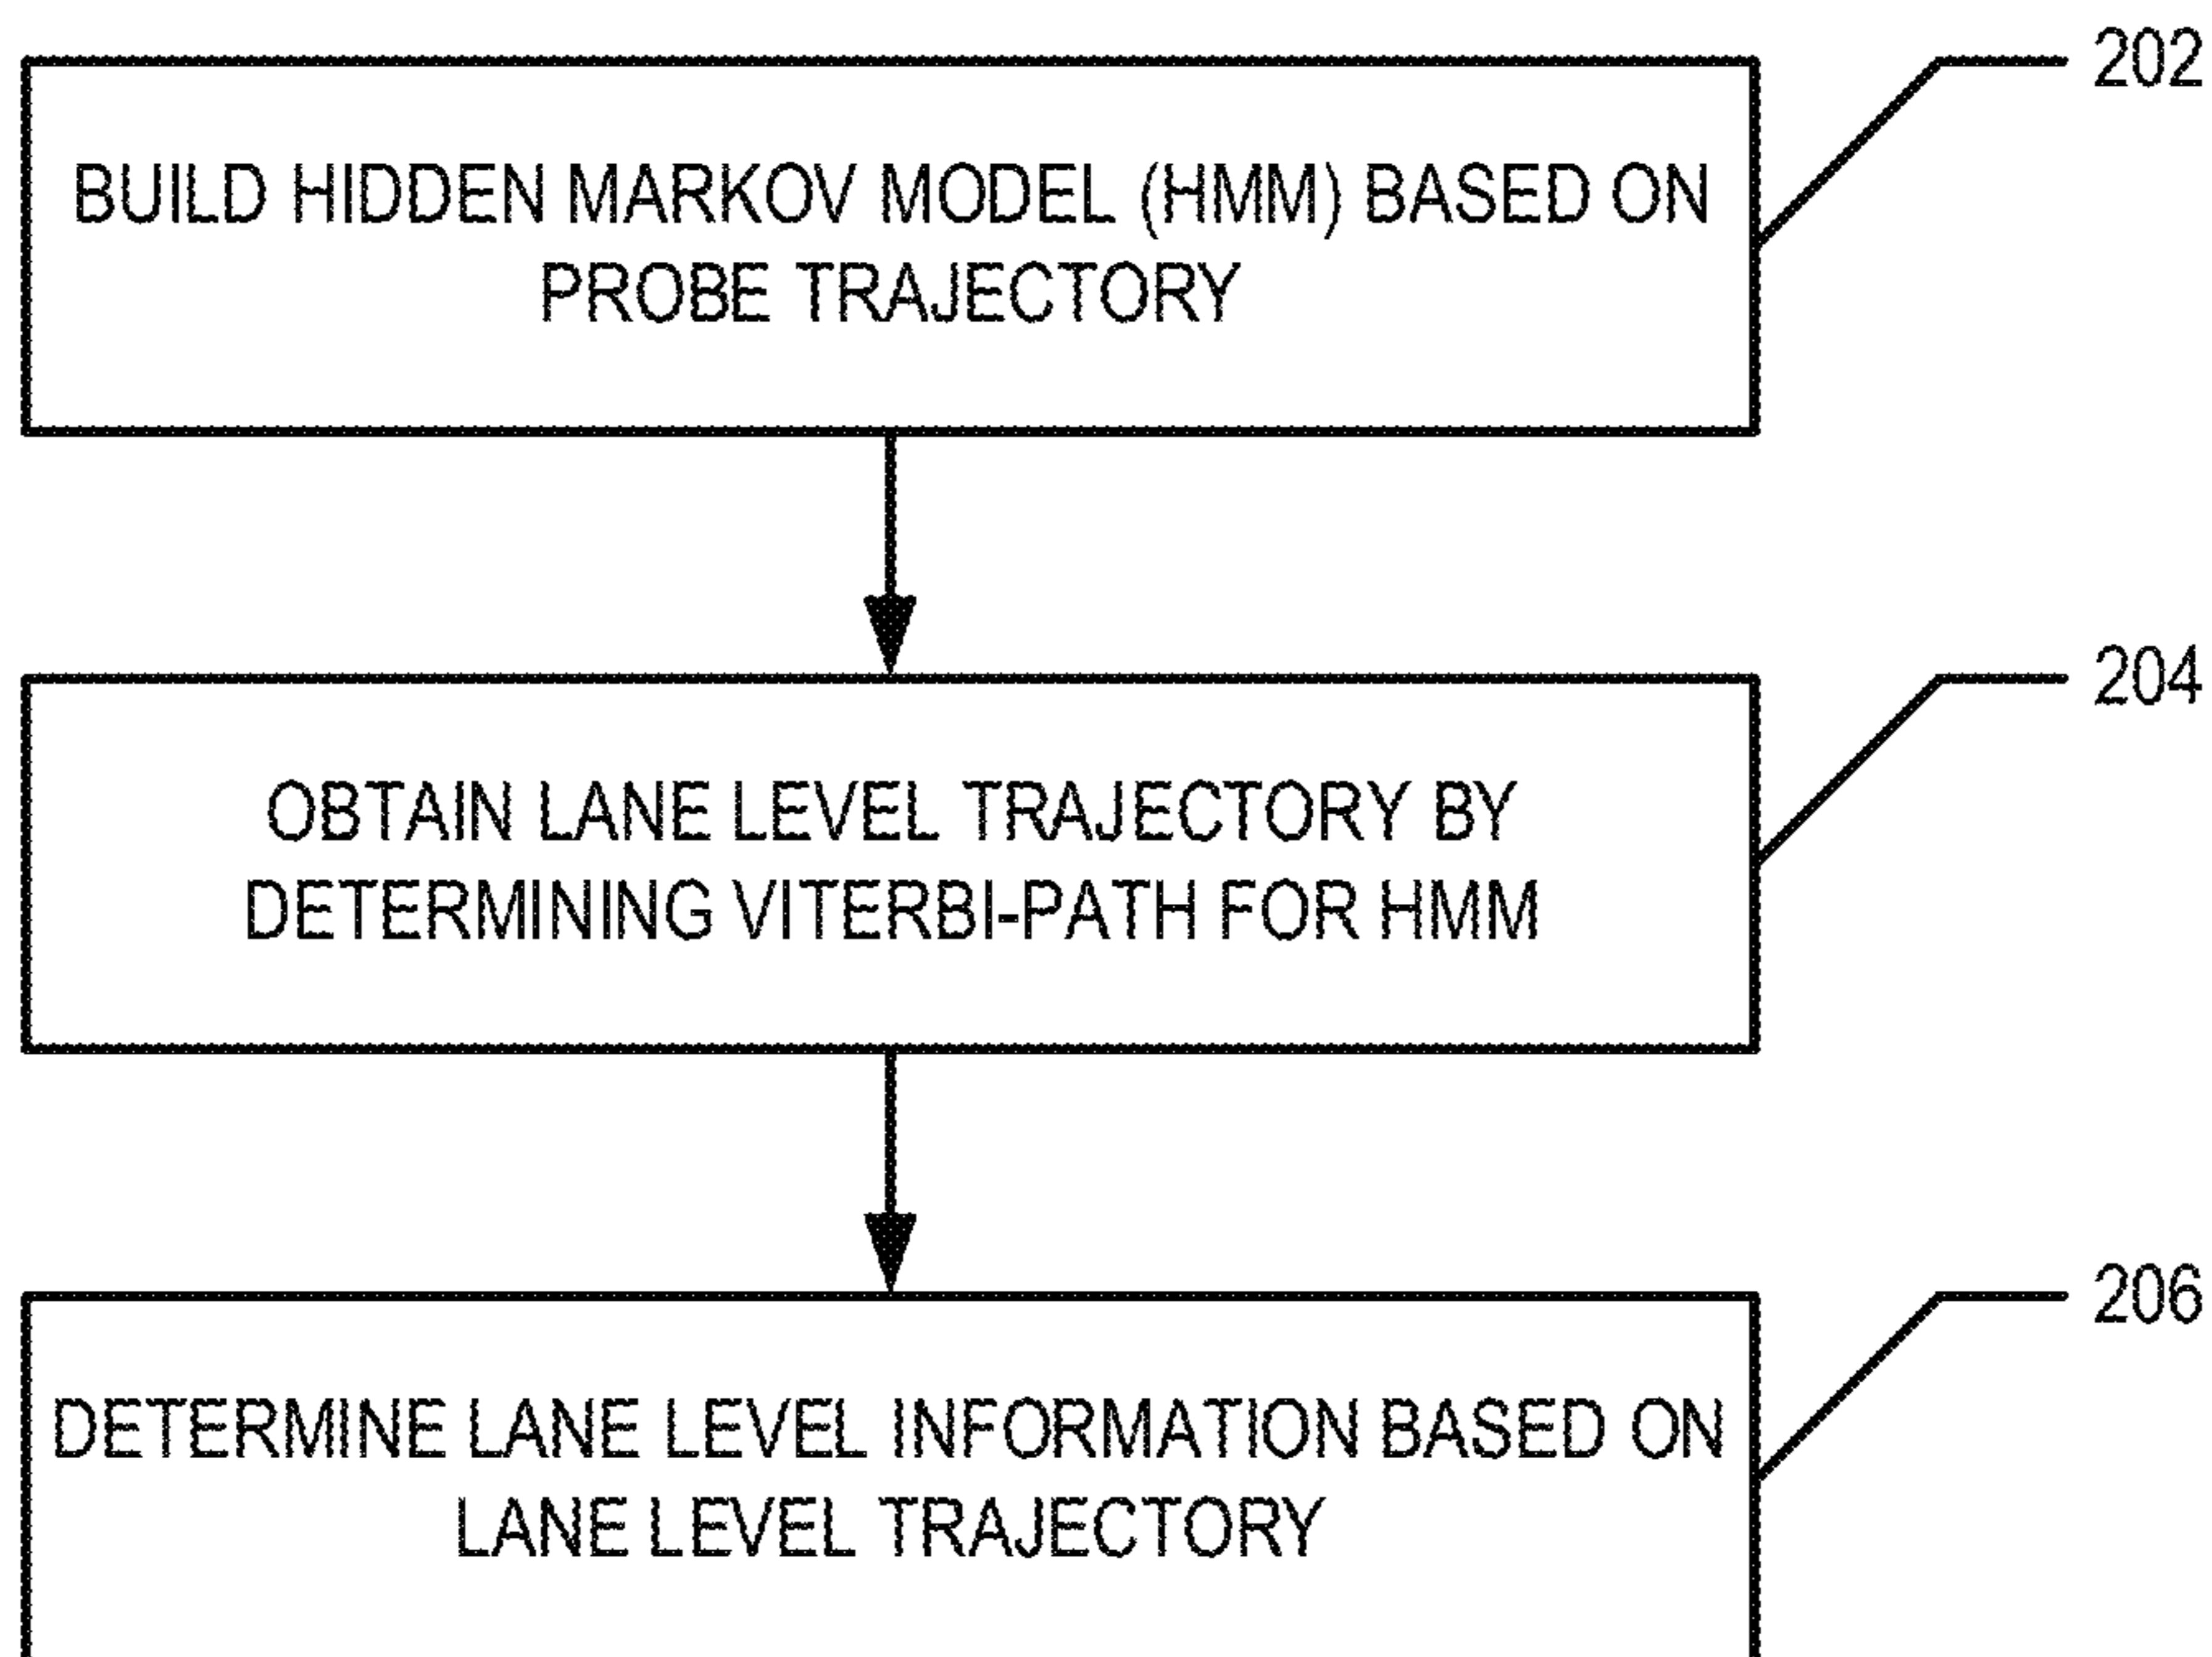 202
BUILD HIDDEN MARKOV MODEL (HMM) BASED ON
PROBE TRAJECTORY
204
OBTAIN LANE LEVEL TRAJECTORY BY
DETERMINING VITERBI-PATH FOR HMM
206
DETERMINE LANE LEVEL INFORMATION BASED ON
LANE LEVEL TRAJECTORY